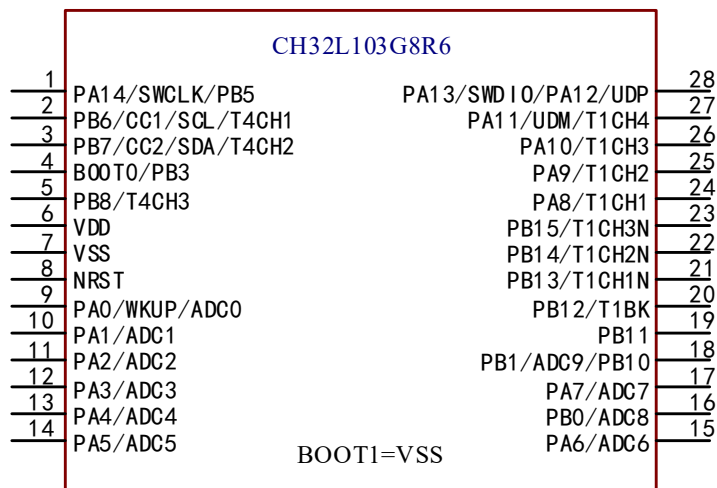 CH32L103G8R6
1 PA14/SWCLK/PB5 PA13/SWDIO/PA12/UDP 28
2 PB6/CC1/SCL/T4CH1 PA11/UDM/T1CH4 27
3 PB7/CC2/SDA/T4CH2 PA10/T1CH3 26
4 BOOT0/PB3 PA9/T1CH2 25
5 PB8/T4CH3 PA8/T1CH1 24
6 VDD PB15/T1CH3N 23
7 VSS PB14/T1CH2N 22
8 NRST PB13/T1CH1N 21
9 PA0/WKUP/ADC0 PB12/T1BK 20
10 PA1/ADC1 PB11 19
11 PA2/ADC2 PB1/ADC9/PB10 18
12 PA3/ADC3 PA7/ADC7 17
13 PA4/ADC4 PB0/ADC8 16
14 PA5/ADC5 PA6/ADC6 15
BOOT1=VSS